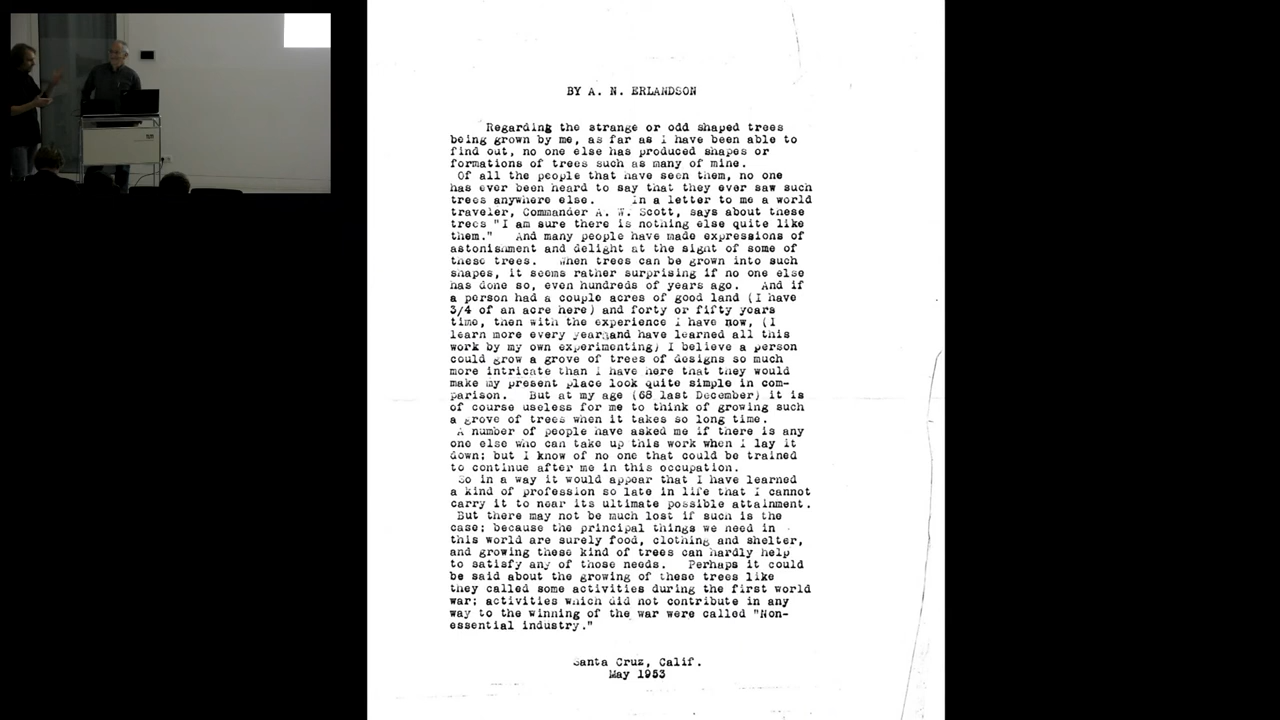 BY A. N. ERLANDSON
Regarding the strange or odd shaped trees
being grown by me, as far as i have been able to
find out, no one else has produced shapes or
formations of trees such as many of mine.
Of all the people that have seen them, no one
has ever been heard to say that they ever saw such
trees anywhere else. In a letter to me a world
traveler, Commander A. W. Scott, says about these
trees "I am sure there is nothing else quite like
them." And many people have made expressions of
astonishment and delight at the sight of some of
these trees. When trees can be grown into such
shapes, it seems rather surprising if no one else
has done so, even hundreds of years ago. And if
a person had a couple acres of good land (I have
3/4 of an acre here) and forty or fifty years
time, then with the experience i have now, (I
learn more every year,and have learned all this
work by my own experimenting) I believe a person
could grow a grove of trees of designs so much
more intricate than I have here that they would
make my present place look quite simple in com-
parison. But at my age (68 last December) it is
of course useless for me to think of growing such
a grove of trees when it takes so long time.
A number of people have asked me if there is any
one else who can take up this work when i lay it
down; but I know of no one that could be trained
to continue after me in this occupation.
So in a way it would appear that I have learned
a kind of profession so late in life that I cannot
carry it to near its ultimate possible attainment.
But there may not be much lost if such is the
case; because the principal things we need in
this world are surely food, clothing and shelter,
and growing these kind of trees can hardly help
to satisfy any of those needs. Perhaps it could
be said about the growing of these trees like
they called some activities during the first world
war; activities which did not contribute in any
way to the winning of the war were called "Non-
essential industry."
Santa Cruz, Calif.
May 1953